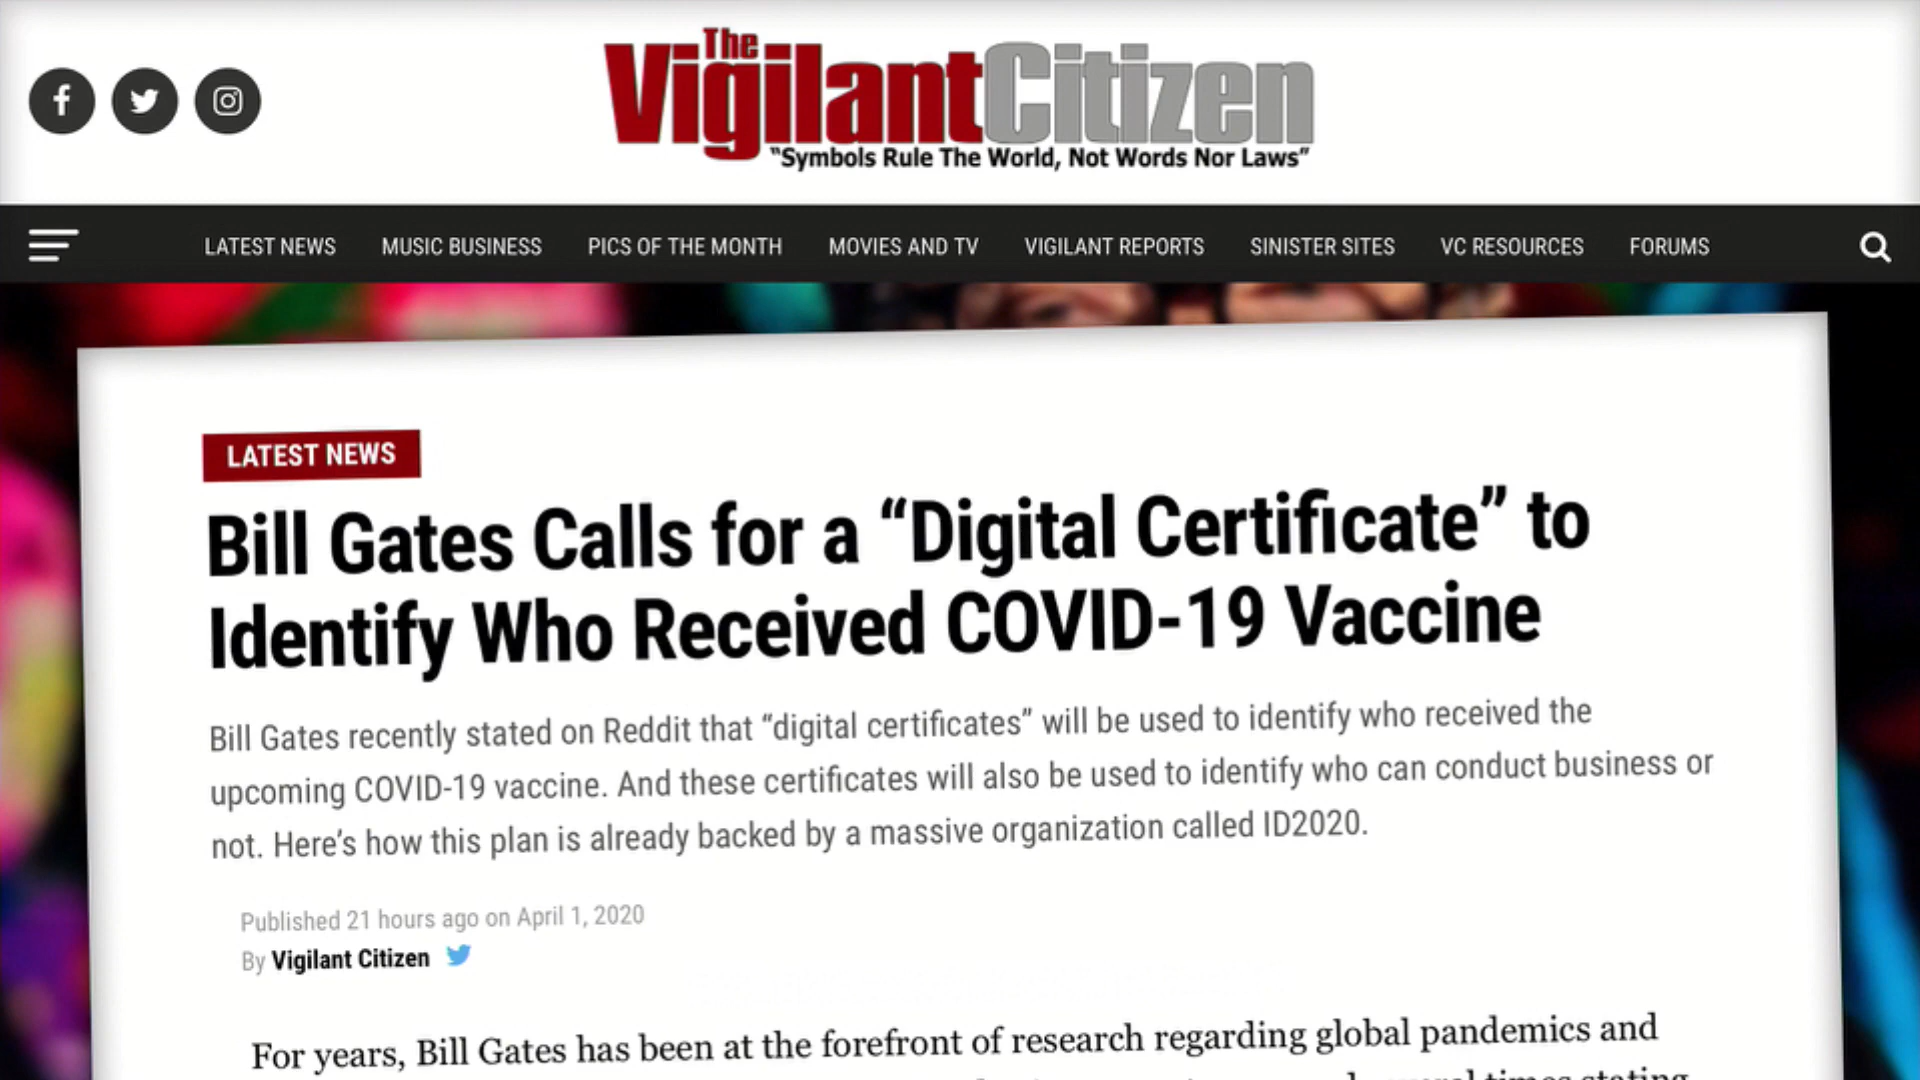 The
VigilantCitizen
"Symbols Rule The World, Not Words Nor Laws"
LATEST NEWS MUSIC BUSINESS PICS OF THE MONTH MOVIES AND TV VIGILANT REPORTS SINISTER SITES VC RESOURCES FORUMS
LATEST NEWS
Bill Gates Calls for a “Digital Certificate” to
Identify Who Received COVID-19 Vaccine
Bill Gates recently stated on Reddit that “digital certificates” will be used to identify who received the
upcoming COVID-19 vaccine. And these certificates will also be used to identify who can conduct business or
not. Here’s how this plan is already backed by a massive organization called ID2020.
Published 21 hours ago on April 1, 2020
By Vigilant Citizen
For years, Bill Gates has been at the forefront of research regarding global pandemics and
times stating